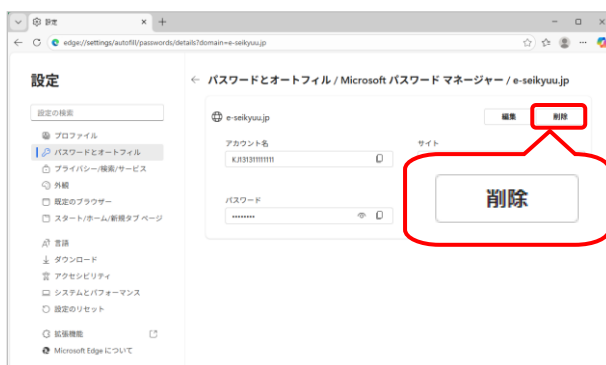 設定
edge://settings/autofill/passwords/details?domain=e-seikyuu.jp
設定
設定の検索
プロファイル
パスワードとオートフィル
プライバシー/検索/サービス
外観
既定のブラウザー
スタート/ホーム/新規タブ ページ
言語
ダウンロード
アクセシビリティ
システムとパフォーマンス
設定のリセット
拡張機能
Microsoft Edge について
パスワードとオートフィル / Microsoft パスワード マネージャー / e-seikyuu.jp
e-seikyuu.jp
編集
削除
アカウント名
サイト
パスワード
••••••••
削除